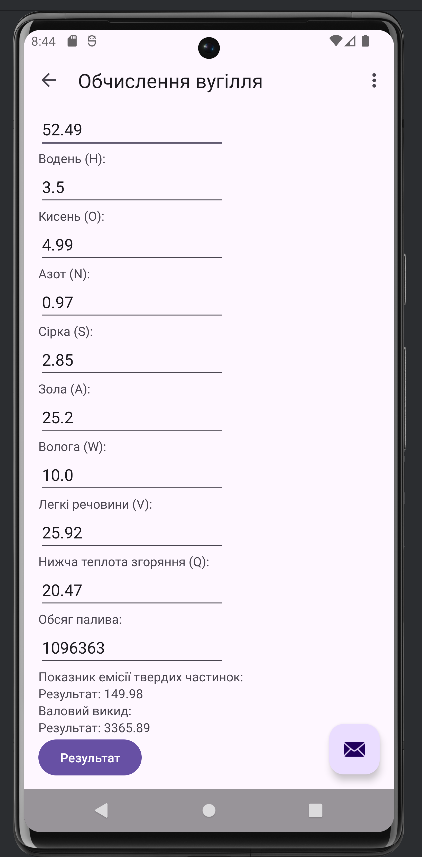 8:44
Обчислення вугілля
52.49
Водень (H):
3.5
Кисень (O):
4.99
Азот (N):
0.97
Сірка (S):
2.85
Зола (A):
25.2
Волога (W):
10.0
Легкі речовини (V):
25.92
Нижча теплота згоряння (Q):
20.47
Обсяг палива:
1096363
Показник емісії твердих частинок:
Результат: 149.98
Валовий викид:
Результат: 3365.89
Результат